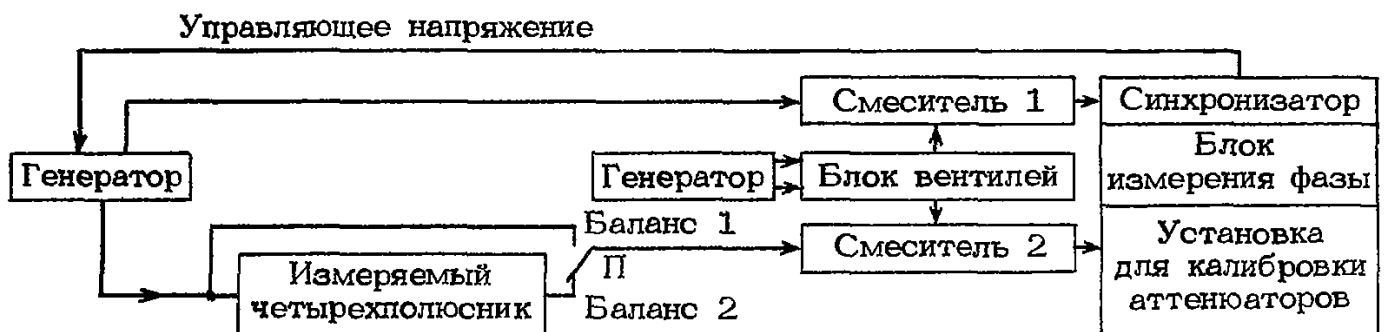 Управляющее напряжение
Смеситель 1
Синхронизатор
Генератор
Генератор
Блок вентилей
Блок
измерения фазы
Баланс 1
Смеситель 2
Установка
для калибровки
аттенюаторов
Измеряемый
четырехполюсник
П
Баланс 2